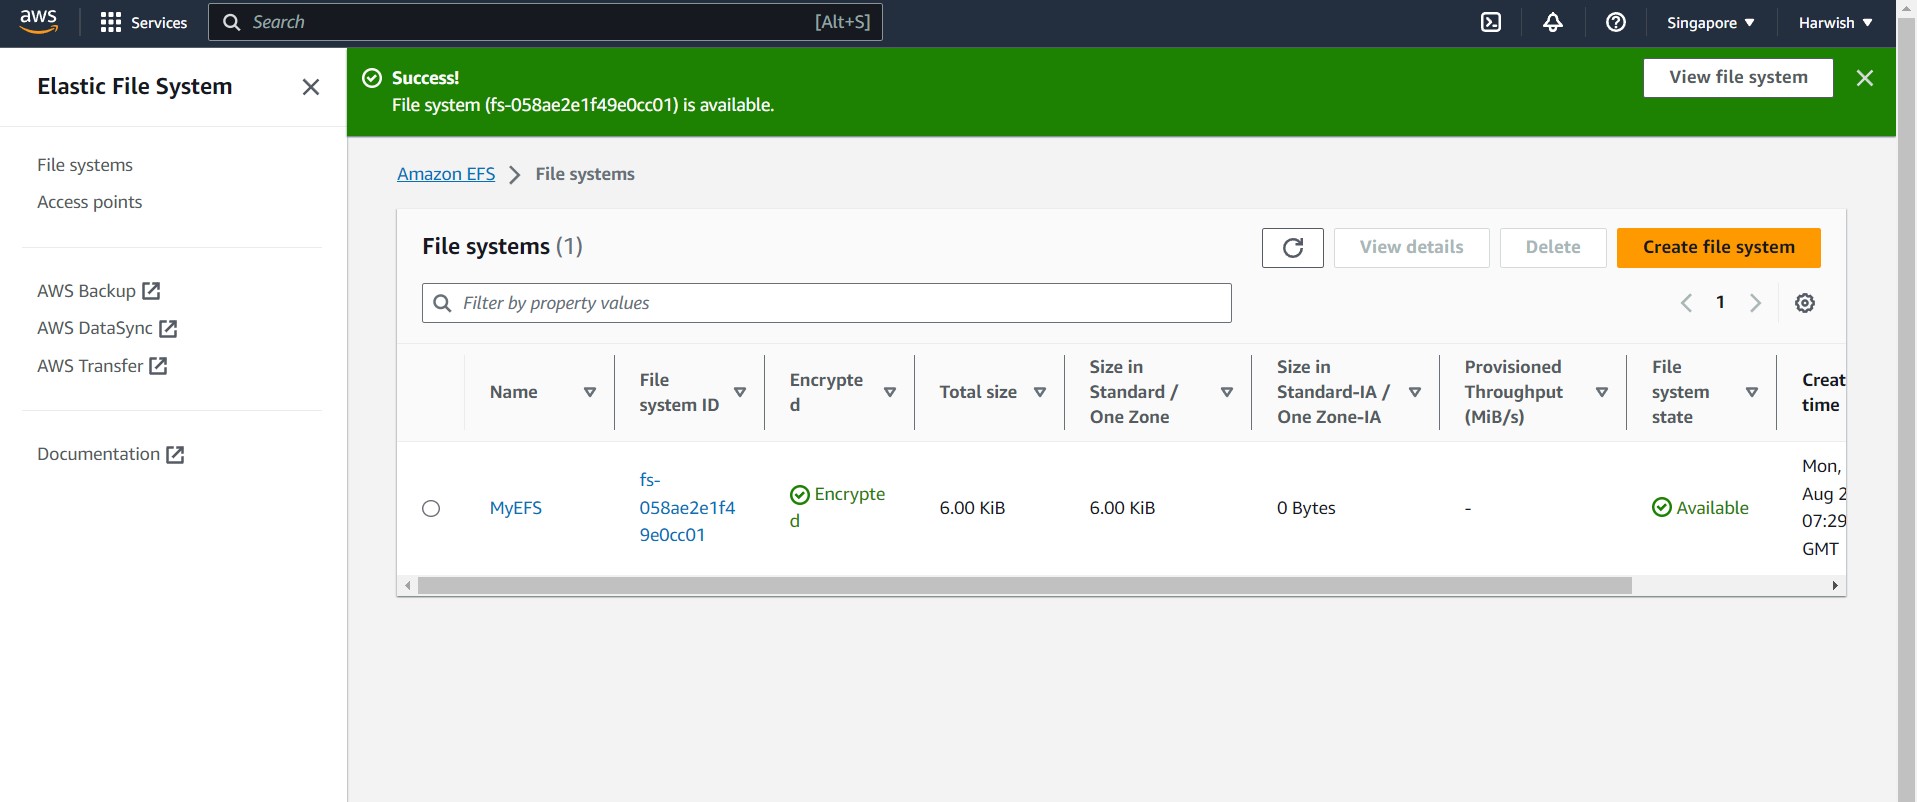 aws
Services
Search
[Alt+S]
Singapore
Harwish
Elastic File System
File systems
Access points
AWS Backup
AWS DataSync
AWS Transfer
Documentation
Success!
File system (fs-058ae2e1f49e0cc01) is available.
View file system
Amazon EFS
File systems
File systems (1)
View details
Delete
Create file system
Filter by property values
1
Name
File
system ID
Encrypte
d
Total size
Size in
Standard /
One Zone
Size in
Standard-IA /
One Zone-IA
Provisioned
Throughput
(MiB/s)
File
system
state
Creat
time
MyEFS
fs-
058ae2e1f4
9e0cc01
Encrypte
d
6.00 KiB
6.00 KiB
0 Bytes
-
Available
Mon,
Aug 2
07:29
GMT